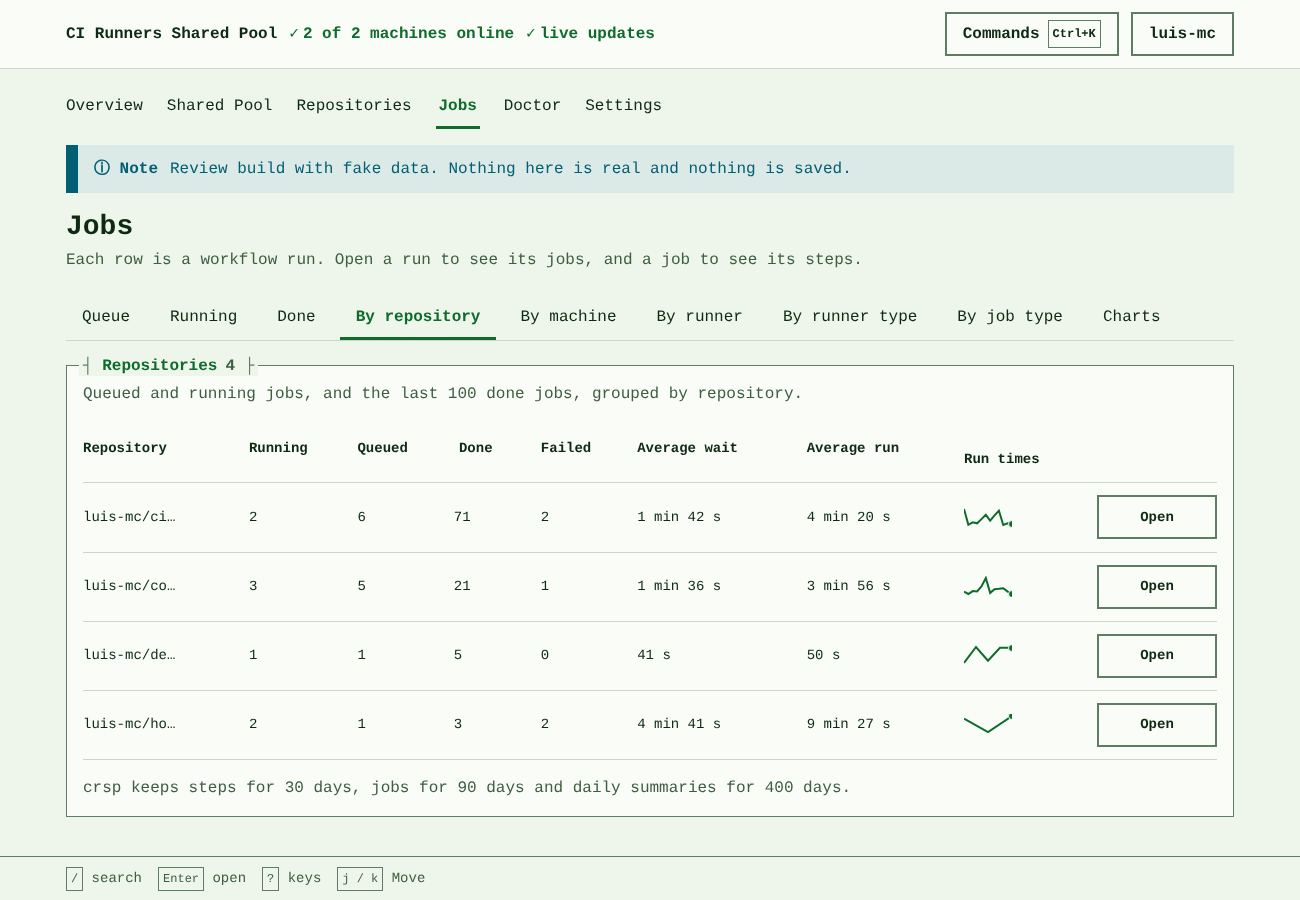 CI Runners Shared Pool ✓ 2 of 2 machines online ✓ live updates Commands Ctrl+K luis-mc
Overview Shared Pool Repositories Jobs Doctor Settings
ⓘ Note Review build with fake data. Nothing here is real and nothing is saved.
Jobs
Each row is a workflow run. Open a run to see its jobs, and a job to see its steps.
Queue Running Done By repository By machine By runner By runner type By job type Charts
┤ Repositories 4 ├
Queued and running jobs, and the last 100 done jobs, grouped by repository.
Repository Running Queued Done Failed Average wait Average run Run times
luis-mc/ci… 2 6 71 2 1 min 42 s 4 min 20 s Open
luis-mc/co… 3 5 21 1 1 min 36 s 3 min 56 s Open
luis-mc/de… 1 1 5 0 41 s 50 s Open
luis-mc/ho… 2 1 3 2 4 min 41 s 9 min 27 s Open
crsp keeps steps for 30 days, jobs for 90 days and daily summaries for 400 days.
/ search Enter open ? keys j / k Move